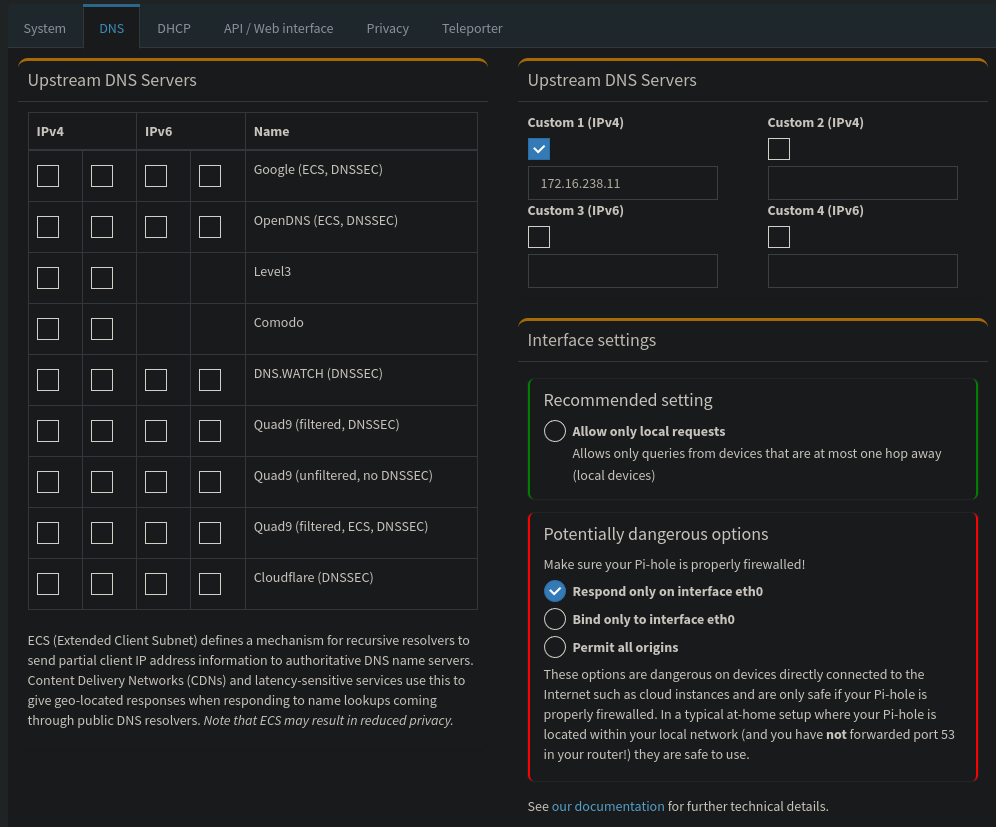 System DNS DHCP API / Web interface Privacy Teleporter
Upstream DNS Servers
IPv4 IPv6 Name
Google (ECS, DNSSEC)
OpenDNS (ECS, DNSSEC)
Level3
Comodo
DNS.WATCH (DNSSEC)
Quad9 (filtered, DNSSEC)
Quad9 (unfiltered, no DNSSEC)
Quad9 (filtered, ECS, DNSSEC)
Cloudflare (DNSSEC)
ECS (Extended Client Subnet) defines a mechanism for recursive resolvers to
send partial client IP address information to authoritative DNS name servers.
Content Delivery Networks (CDNs) and latency-sensitive services use this to
give geo-located responses when responding to name lookups coming
through public DNS resolvers. Note that ECS may result in reduced privacy.
Upstream DNS Servers
Custom 1 (IPv4) Custom 2 (IPv4)
172.16.238.11
Custom 3 (IPv6) Custom 4 (IPv6)
Interface settings
Recommended setting
Allow only local requests
Allows only queries from devices that are at most one hop away
(local devices)
Potentially dangerous options
Make sure your Pi-hole is properly firewalled!
Respond only on interface eth0
Bind only to interface eth0
Permit all origins
These options are dangerous on devices directly connected to the
Internet such as cloud instances and are only safe if your Pi-hole is
properly firewalled. In a typical at-home setup where your Pi-hole is
located within your local network (and you have not forwarded port 53
in your router!) they are safe to use.
See our documentation for further technical details.